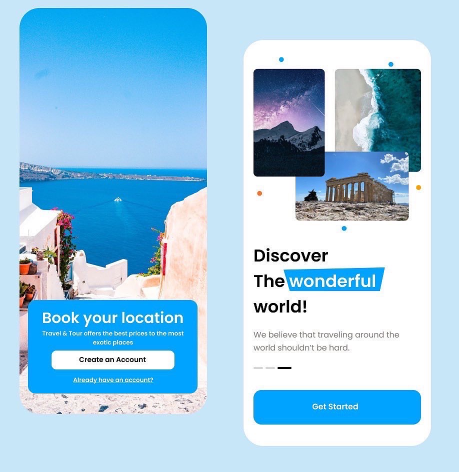 Book your location
Travel & Tour offers the best prices to the most
exotic places
Create an Account
Already have an account?
Discover
The wonderful
world!
We believe that traveling around the
world shouldn't be hard.
Get Started